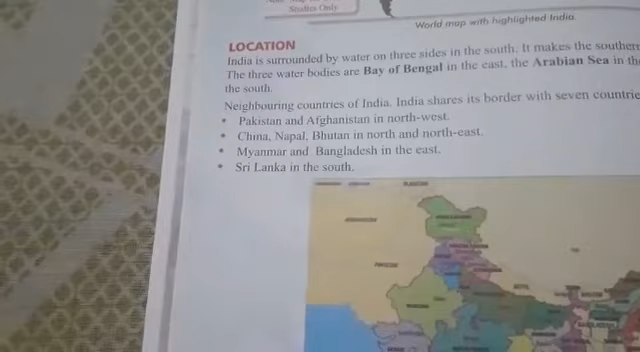 Studies Only
World map with highlighted India.
LOCATION
India is surrounded by water on three sides in the south. It makes the southern
The three water bodies are Bay of Bengal in the east, the Arabian Sea in the
the south.
Neighbouring countries of India. India shares its border with seven countrie
• Pakistan and Afghanistan in north-west.
• China, Napal, Bhutan in north and north-east.
• Myanmar and Bangladesh in the east.
• Sri Lanka in the south.
AFGHANISTAN
PAKISTAN